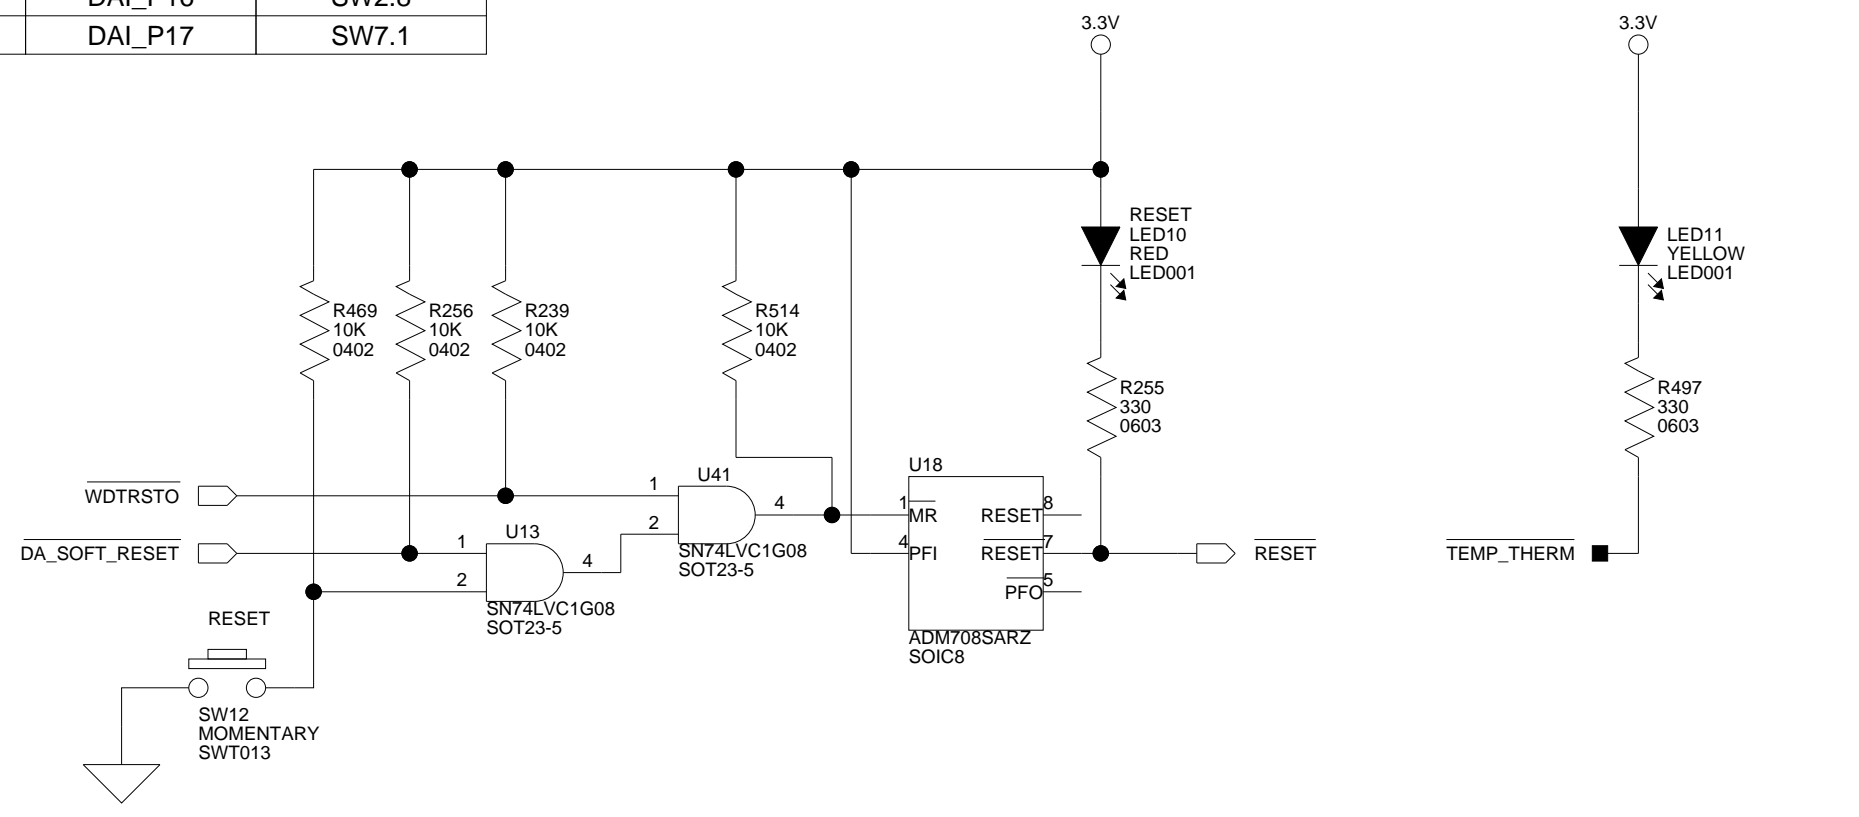 DAI_P17 SW7.1
3.3V
3.3V
RESET
LED10
RED
LED001
LED11
YELLOW
LED001
R469
10K
0402
R256
10K
0402
R239
10K
0402
R514
10K
0402
R255
330
0603
R497
330
0603
WDTRSTO
DA_SOFT_RESET
1
2
U41
4
SN74LVC1G08
SOT23-5
1
2
U13
4
SN74LVC1G08
SOT23-5
U18
1
MR
4
PFI
RESET
8
RESET
7
PFO
5
ADM708SARZ
SOIC8
RESET
TEMP_THERM
RESET
SW12
MOMENTARY
SWT013